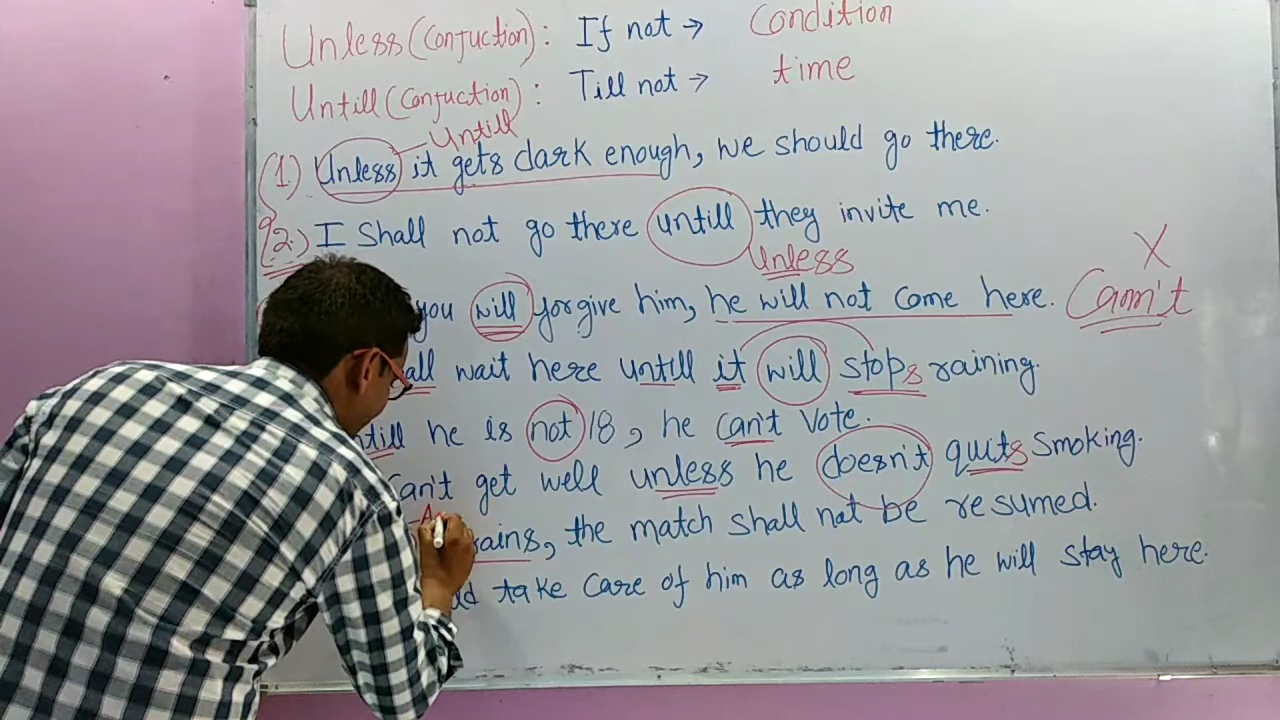 Unless (Conjuction): If not → Condition
Untill (Conjuction): Till not → time
Untill
(1) Unless it gets dark enough, we should go there.
(2.) I Shall not go there untill they invite me.
Unless
X
you will forgive him, he will not come here. Camn't
all wait here untill it will stops raining.
till he is not 18, he can't vote.
Can't get well unless he doesn't quits Smoking.
rains, the match shall not be resumed.
ld take care of him as long as he will stay here.